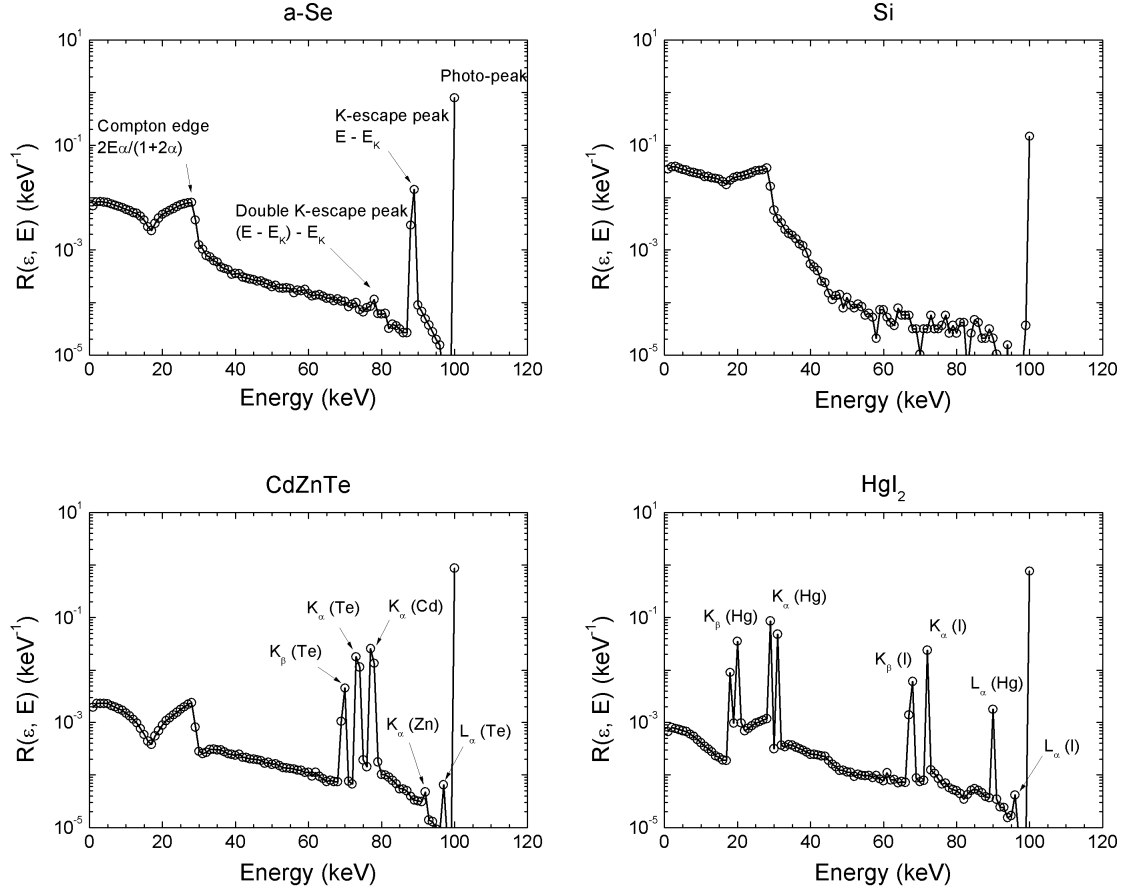 a-Se
10¹
10⁻¹
10⁻³
10⁻⁵
R(ε, E) (keV⁻¹)
Photo-peak
K-escape peak
E - E_K
Compton edge
2Eα/(1+2α)
Double K-escape peak
(E - E_K) - E_K
0 20 40 60 80 100 120
Energy (keV)
Si
10¹
10⁻¹
10⁻³
10⁻⁵
R(ε, E) (keV⁻¹)
0 20 40 60 80 100 120
Energy (keV)
CdZnTe
10¹
10⁻¹
10⁻³
10⁻⁵
R(ε, E) (keV⁻¹)
K_α (Te)
K_α (Cd)
K_β (Te)
K_α (Zn)
L_α (Te)
0 20 40 60 80 100 120
Energy (keV)
HgI₂
10¹
10⁻¹
10⁻³
10⁻⁵
R(ε, E) (keV⁻¹)
K_β (Hg)
K_α (Hg)
K_α (I)
K_β (I)
L_α (Hg)
L_α (I)
0 20 40 60 80 100 120
Energy (keV)